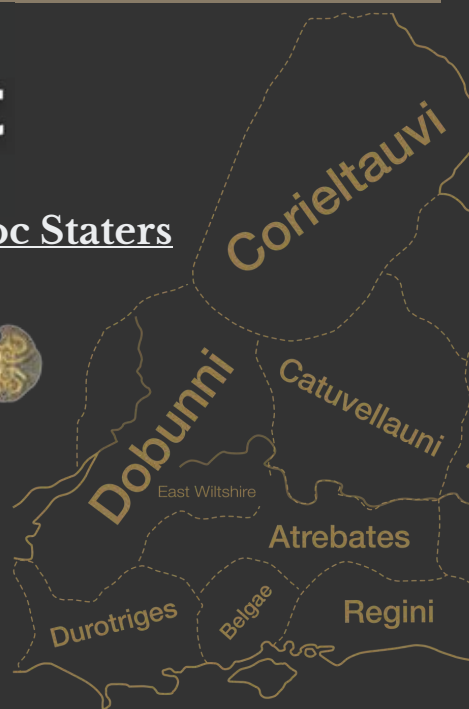 oc Staters
Corieltauvi
Catuvellauni
Dobunni
East Wiltshire
Atrebates
Belgae
Durotriges
Regini